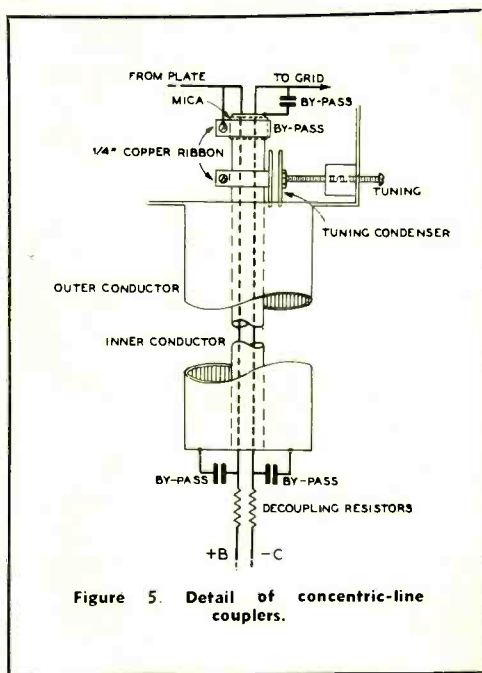 FROM PLATE
TO GRID
MICA
BY-PASS
BY-PASS
1/4" COPPER RIBBON
TUNING
TUNING CONDENSER
OUTER CONDUCTOR
INNER CONDUCTOR
BY-PASS
BY-PASS
DECOUPLING RESISTORS
+B -C
Figure 5. Detail of concentric-line
couplers.